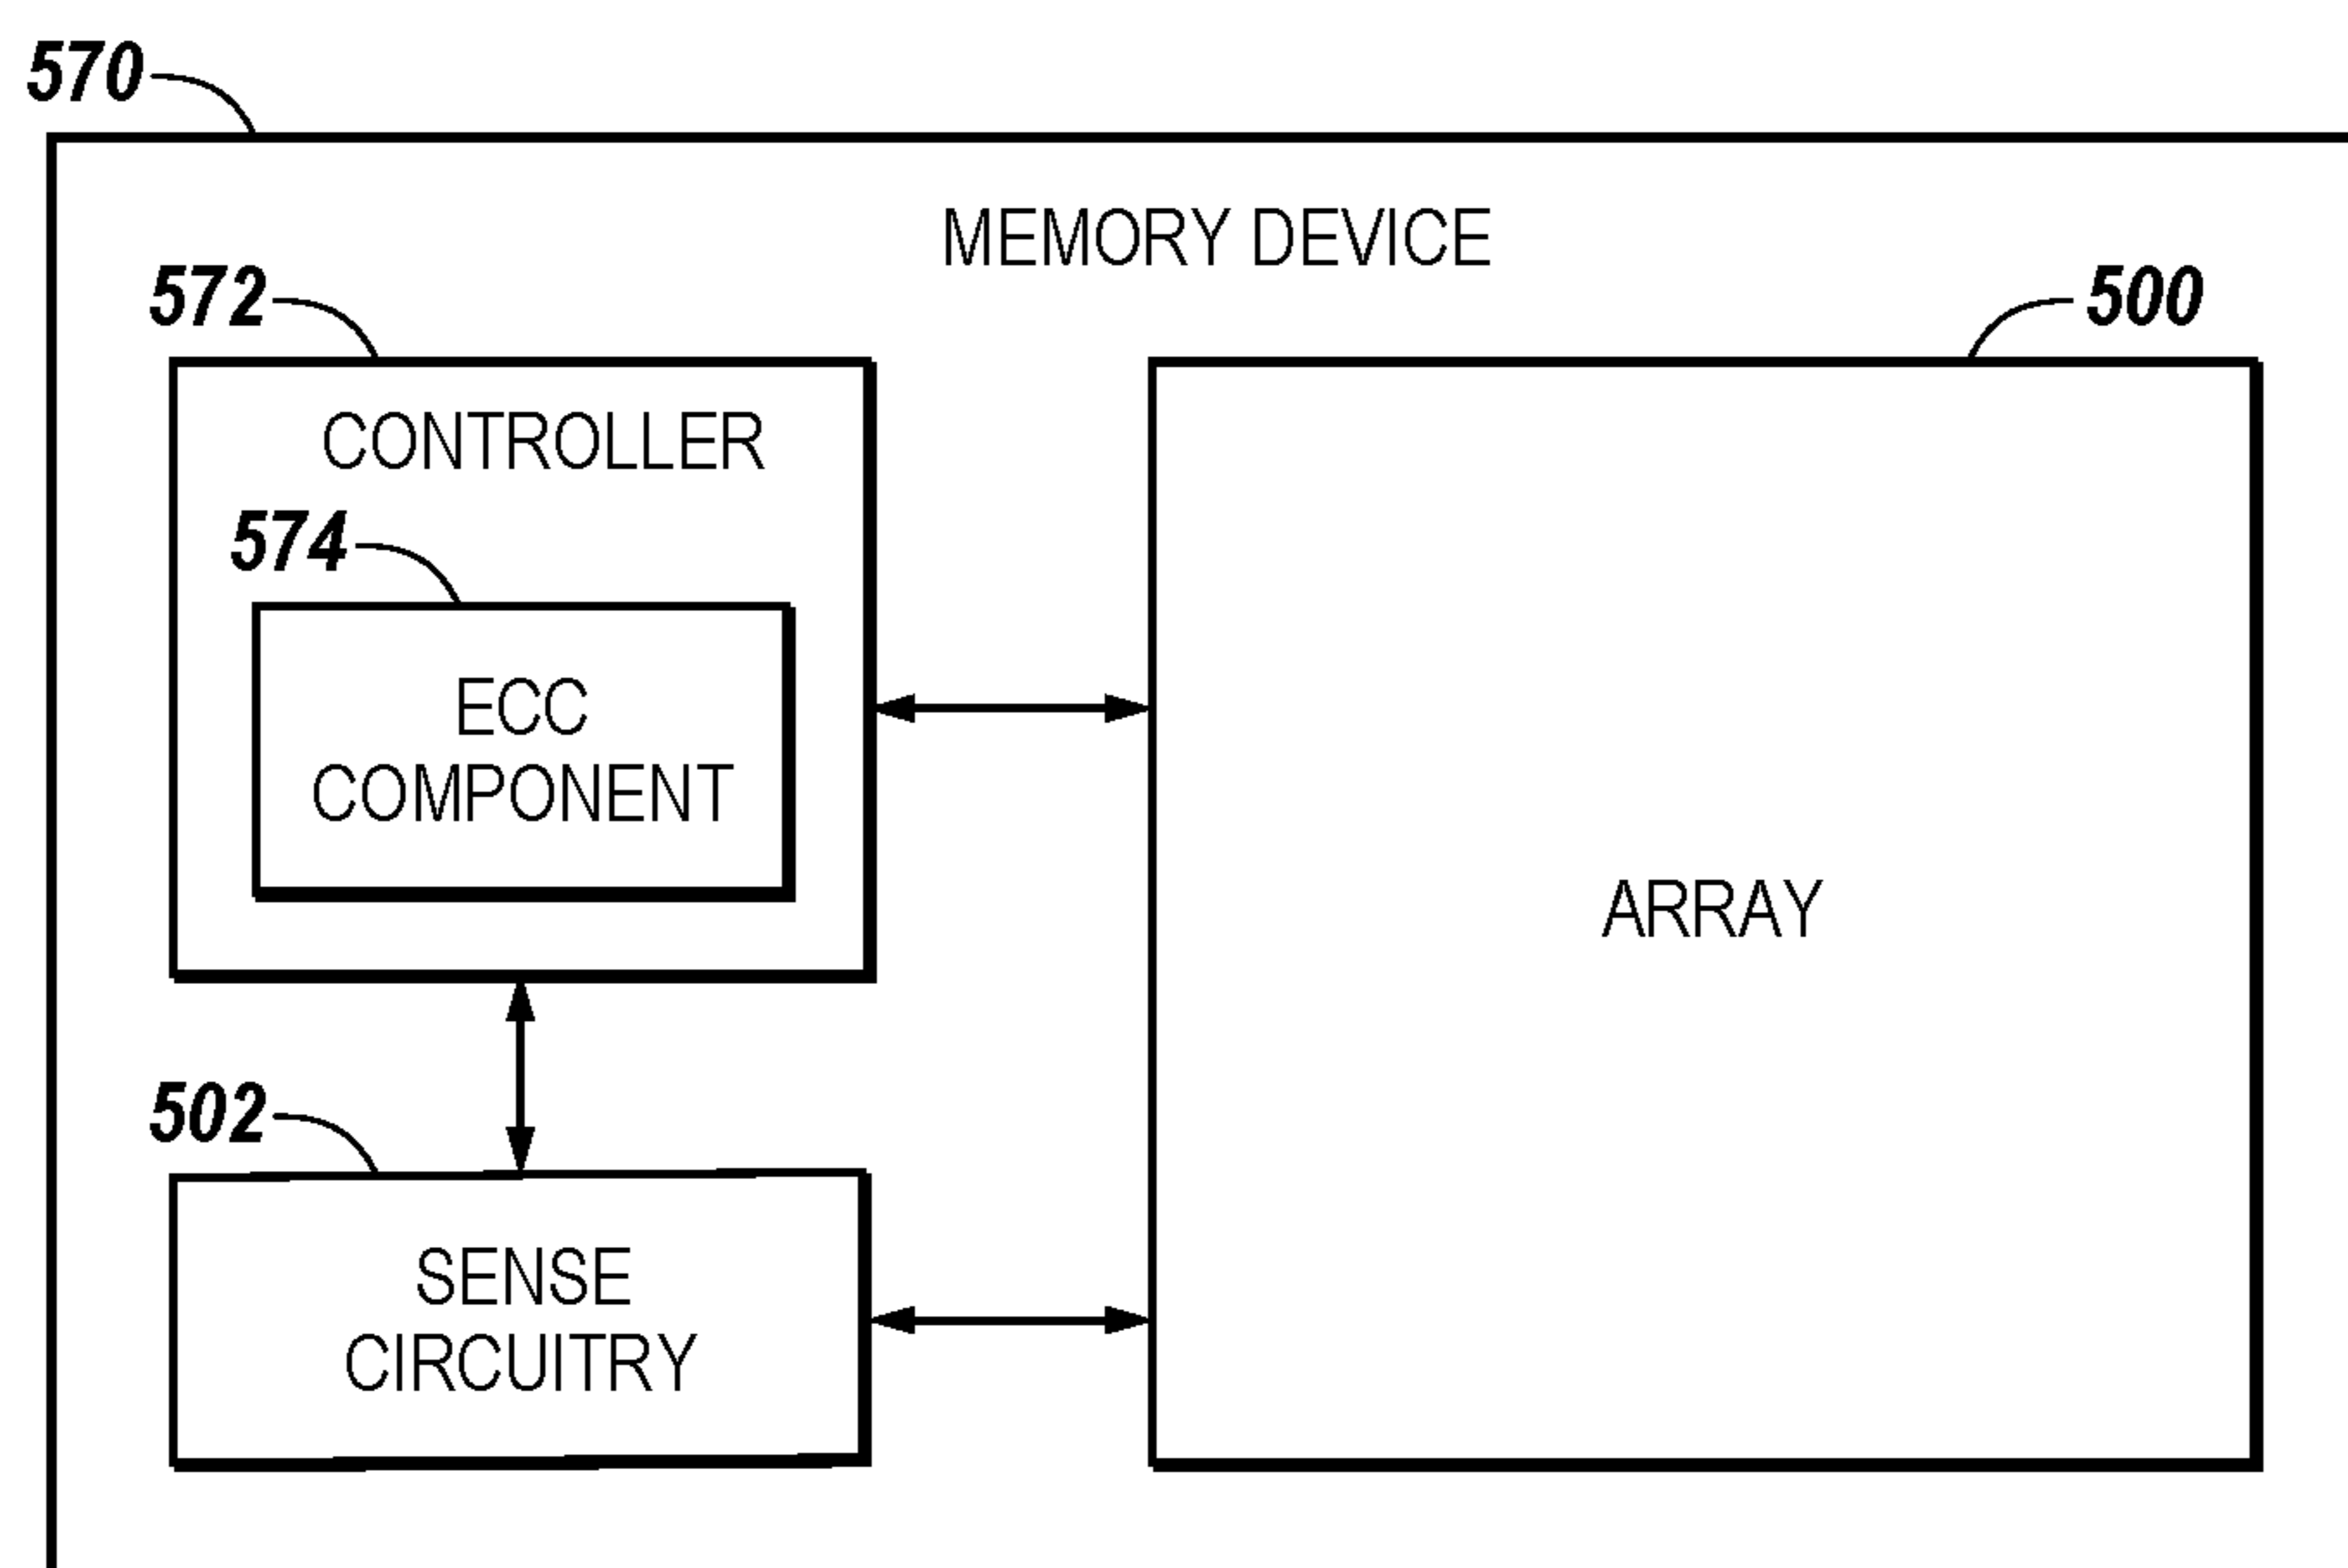 570
MEMORY DEVICE
572
500
CONTROLLER
574
ECC
COMPONENT
ARRAY
502
SENSE
CIRCUITRY